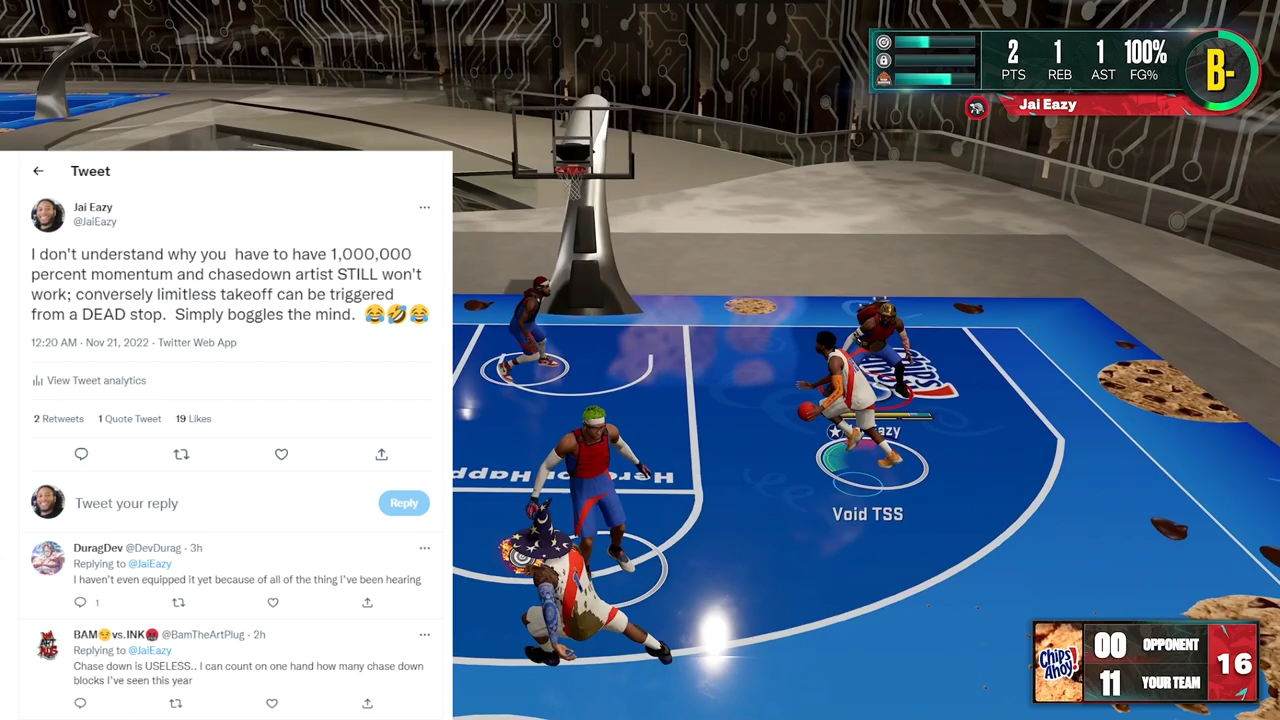 Tweet
Jai Eazy
@JaiEazy
I don't understand why you have to have 1,000,000
percent momentum and chasedown artist STILL won't
work; conversely limitless takeoff can be triggered
from a DEAD stop. Simply boggles the mind. 😂🤣😂
12:20 AM · Nov 21, 2022 · Twitter Web App
View Tweet analytics
2 Retweets 1 Quote Tweet 19 Likes
Tweet your reply
Reply
DuragDev @DevDurag · 3h
Replying to @JaiEazy
I haven't even equipped it yet because of all of the thing I've been hearing
1
BAM vs.INK @BamTheArtPlug · 2h
Replying to @JaiEazy
Chase down is USELESS.. I can count on one hand how many chase down
blocks I've seen this year
2 1 1 100%
PTS REB AST FG%
B-
Jai Eazy
Chips Ahoy!
Void TSS
Chips Ahoy!
00 OPPONENT
11 YOUR TEAM
16